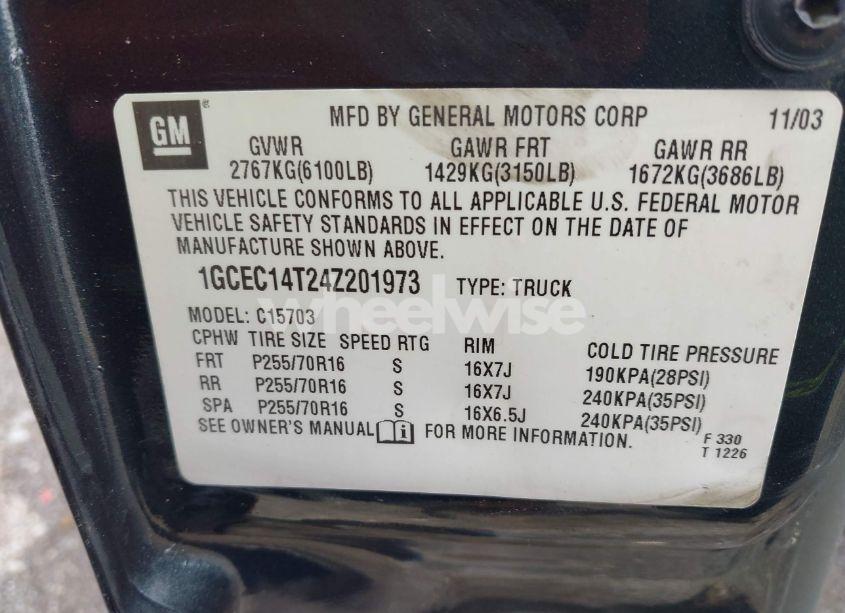 GM ®
MFD BY GENERAL MOTORS CORP 11/03
GVWR GAWR FRT GAWR RR
2767KG(6100LB) 1429KG(3150LB) 1672KG(3686LB)
THIS VEHICLE CONFORMS TO ALL APPLICABLE U.S. FEDERAL MOTOR
VEHICLE SAFETY STANDARDS IN EFFECT ON THE DATE OF
MANUFACTURE SHOWN ABOVE.
1GCEC14T24Z201973 TYPE: TRUCK
wheelwise
MODEL: C15703
CPHW TIRE SIZE SPEED RTG RIM COLD TIRE PRESSURE
FRT P255/70R16 S 16X7J 190KPA(28PSI)
RR P255/70R16 S 16X7J 240KPA(35PSI)
SPA P255/70R16 S 16X6.5J 240KPA(35PSI)
SEE OWNER'S MANUAL i FOR MORE INFORMATION.
F 330
T 1226